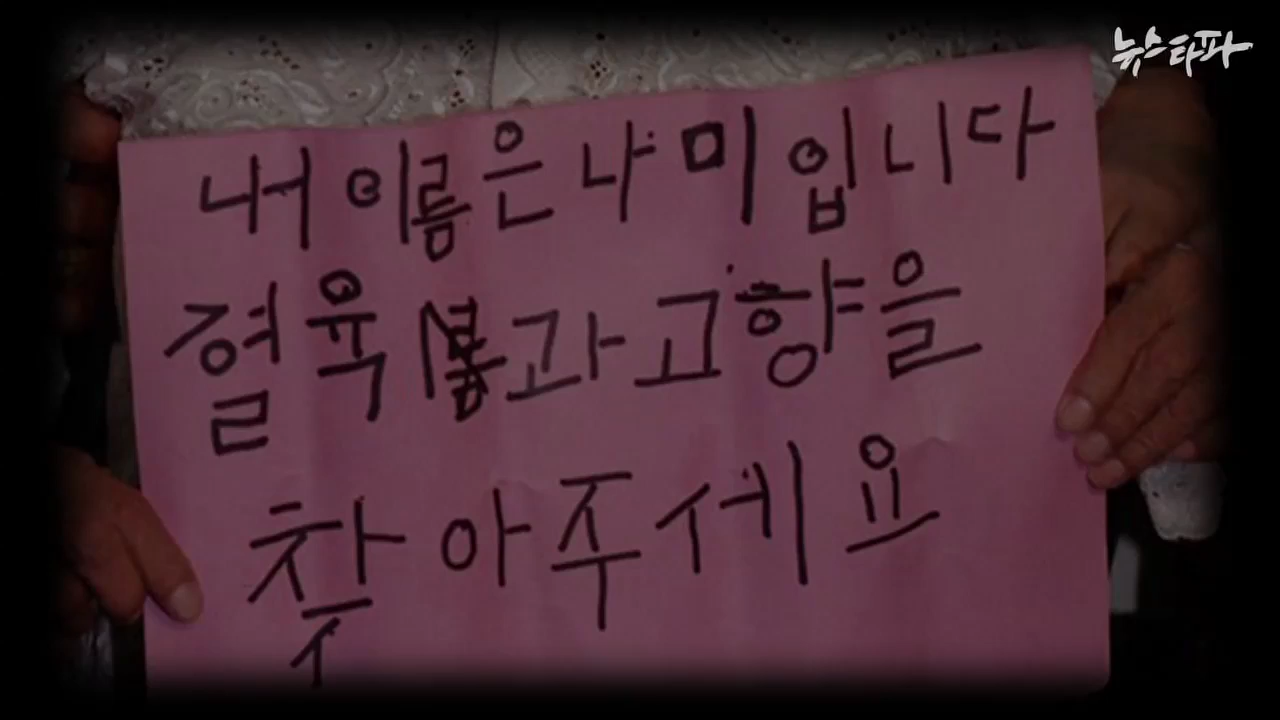 뉴스타파
내 이름은 나미입니다
혈육과 고향을
찾아주세요